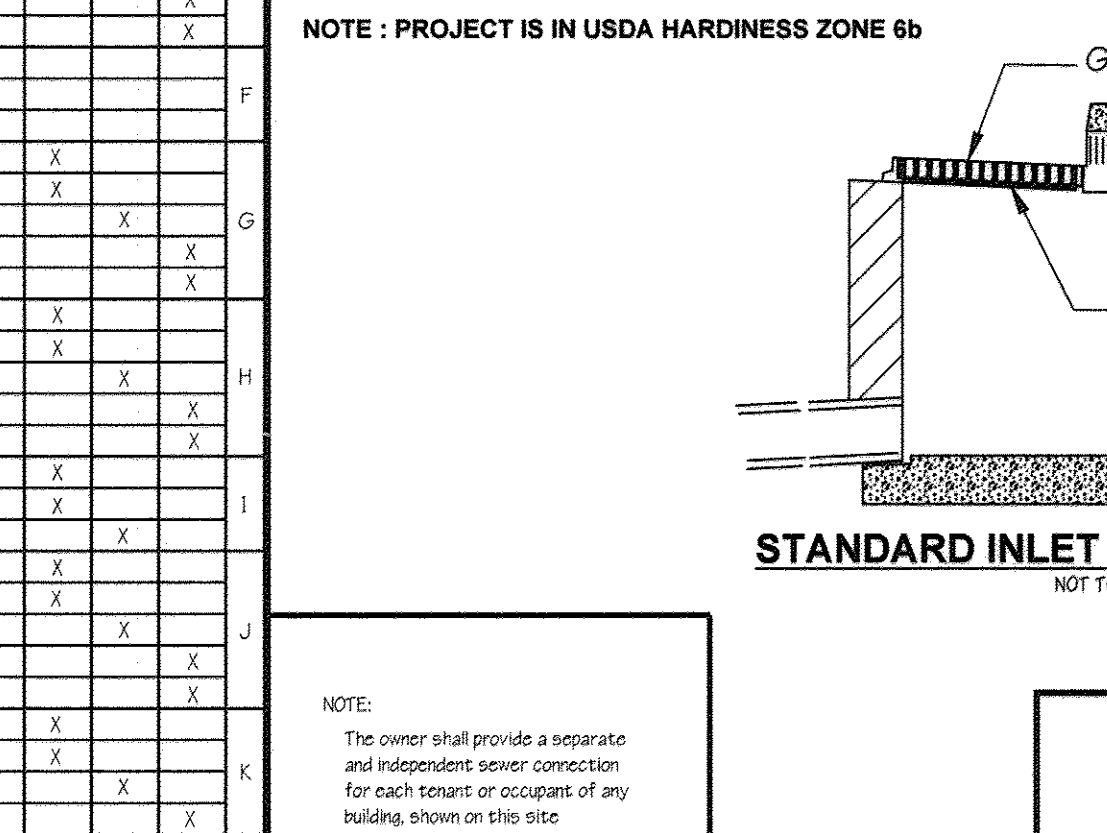 X
X
NOTE : PROJECT IS IN USDA HARDINESS ZONE 6b
G
F
X
X
X
G
X
X
X
X
X
H
X
X
X
X
X
I
X
X
X
J
X
X
X
X
X
K
X
STANDARD INLET
NOT
NOTE:
The owner shall provide a separate
and independent sewer connection
for each tenant or occupant of any
building, shown on this site